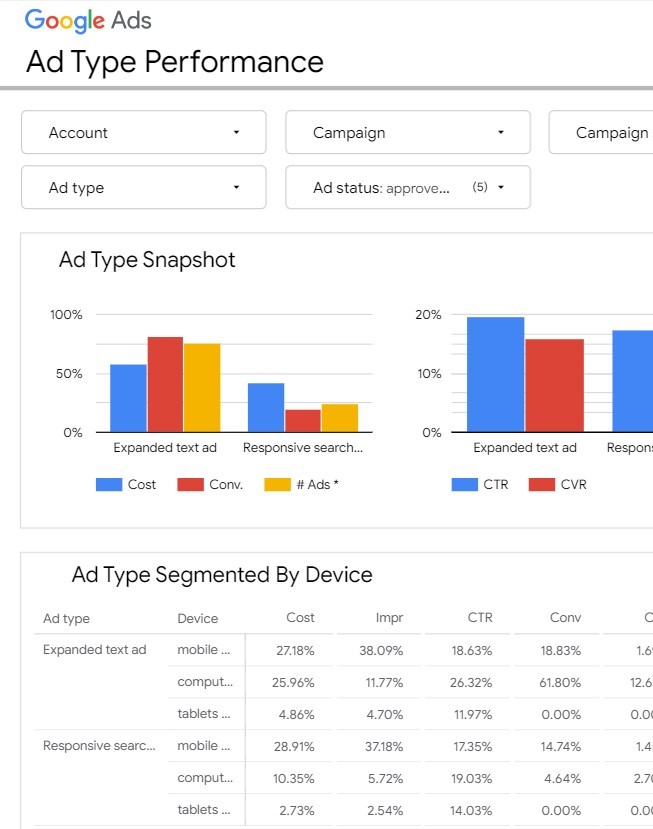 Google Ads
Ad Type Performance
Account Campaign Campaign
Ad type Ad status: approve... (5)
Ad Type Snapshot
100% 20%
50% 10%
0% 0%
Expanded text ad Responsive search... Expanded text ad Respon
Cost Conv. # Ads * CTR CVR
Ad Type Segmented By Device
Ad type Device Cost Impr CTR Conv C
Expanded text ad mobile ... 27.18% 38.09% 18.63% 18.83% 1.6
comput... 25.96% 11.77% 26.32% 61.80% 12.6
tablets ... 4.86% 4.70% 11.97% 0.00% 0.0
Responsive searc... mobile ... 28.91% 37.18% 17.35% 14.74% 1.4
comput... 10.35% 5.72% 19.03% 4.64% 2.7
tablets ... 2.73% 2.54% 14.03% 0.00% 0.0